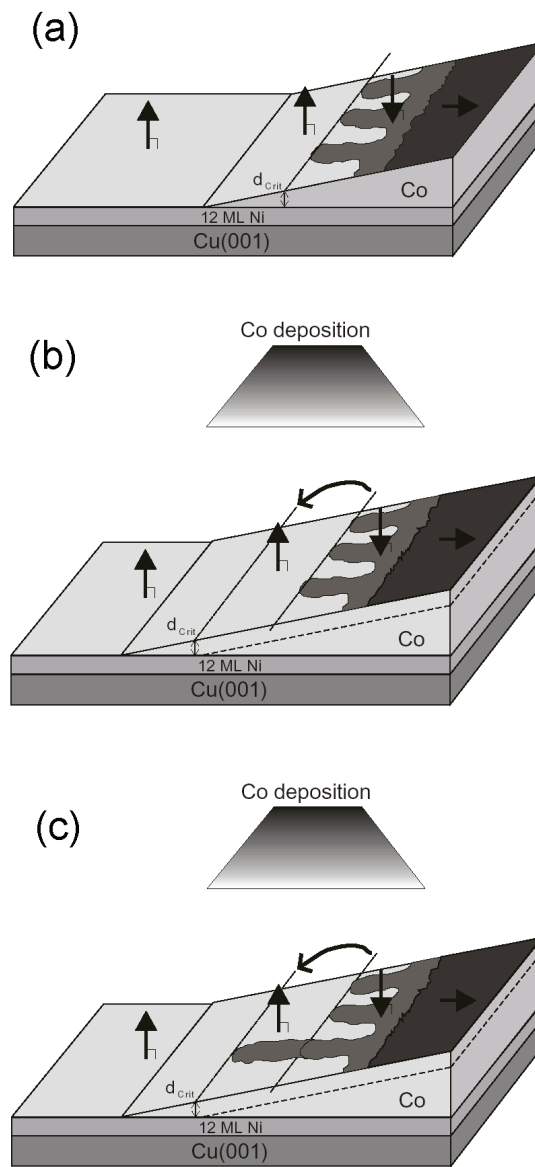 (a)
d Crit
Co
12 ML Ni
Cu(001)
Co deposition
(b)
d Crit
Co
12 ML Ni
Cu(001)
Co deposition
(c)
d Crit
Co
12 ML Ni
Cu(001)